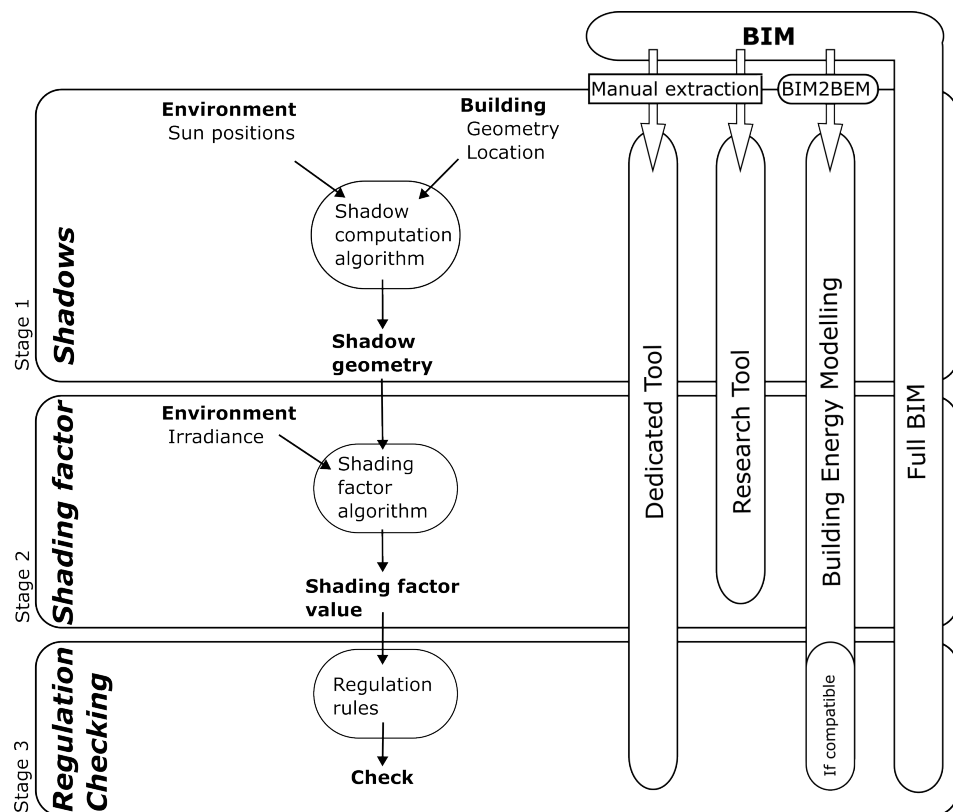 BIM
Manual extraction
BIM2BEM
Environment
Sun positions
Building
Geometry
Location
Shadow
computation
algorithm
Shadow
geometry
Stage 1
Shadows
Environment
Irradiance
Shading
factor
algorithm
Shading factor
value
Stage 2
Shading factor
Regulation
rules
Check
Stage 3
Regulation
Checking
Dedicated Tool
Research Tool
Building Energy Modelling
If compatible
Full BIM